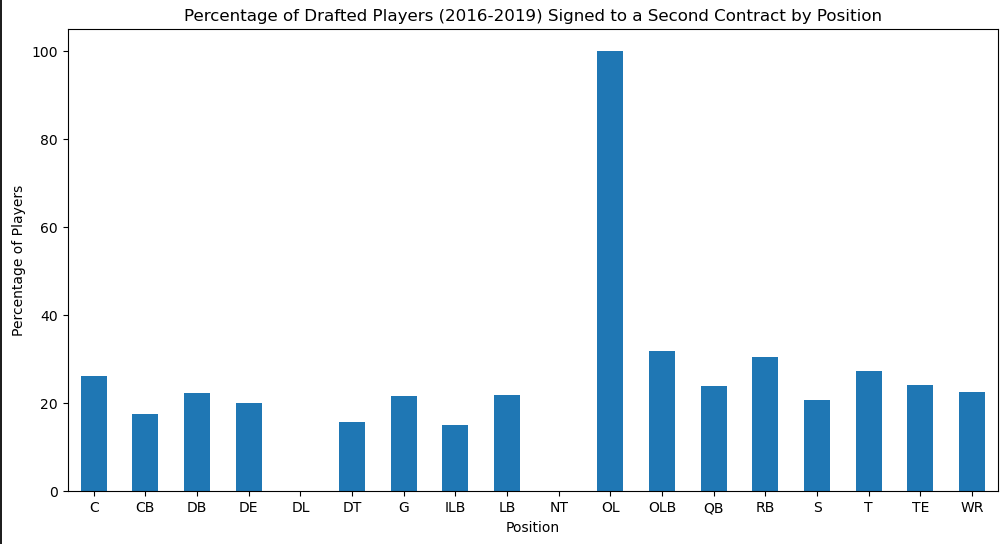 Percentage of Drafted Players (2016-2019) Signed to a Second Contract by Position
Percentage of Players
100
80
60
40
20
0
C CB DB DE DL DT G ILB LB NT OL OLB QB RB S T TE WR
Position